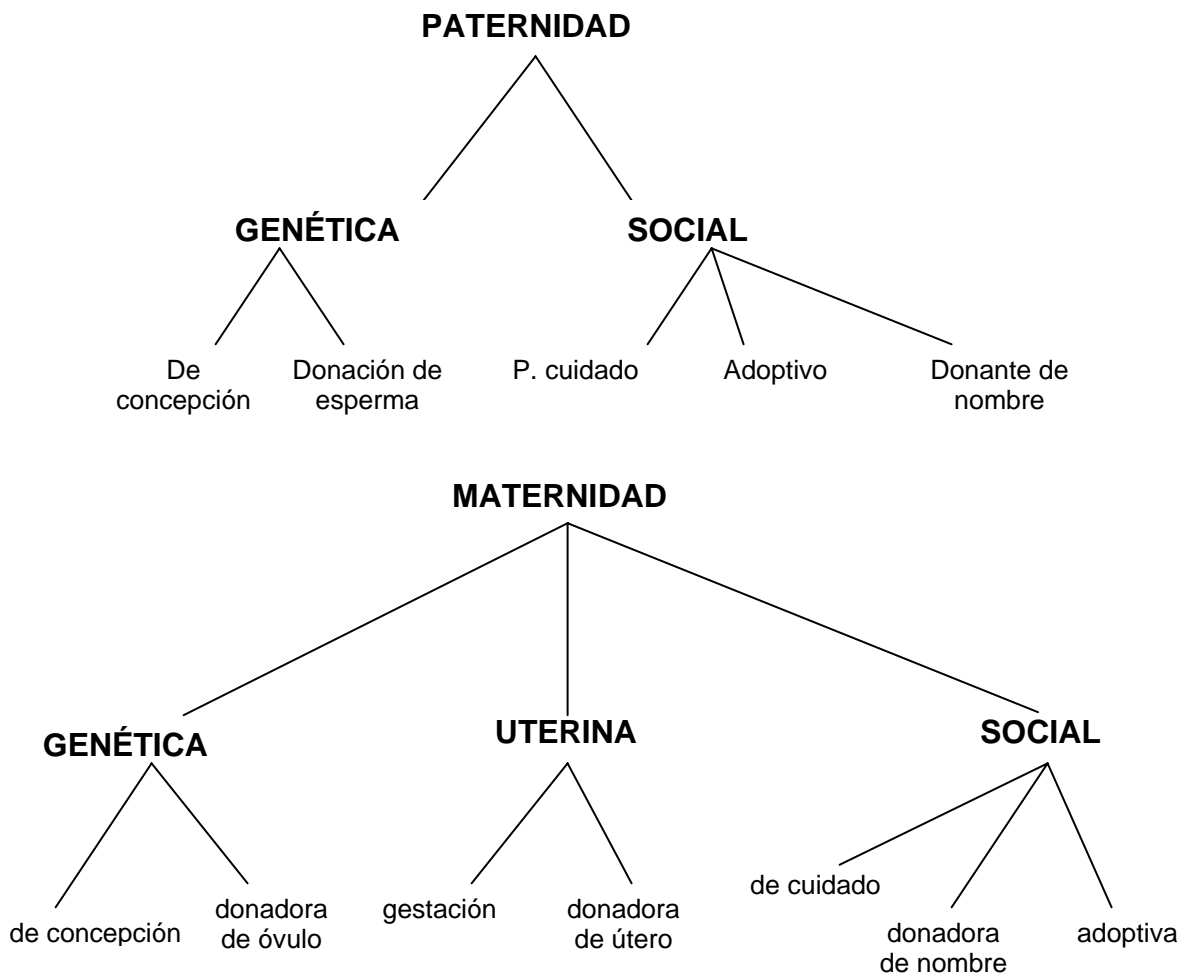 PATERNIDAD
GENÉTICA
SOCIAL
De
concepción
Donación de
esperma
P. cuidado
Adoptivo
Donante de
nombre
MATERNIDAD
GENÉTICA
UTERINA
SOCIAL
de concepción
donadora
de óvulo
gestación
donadora
de útero
de cuidado
donadora
de nombre
adoptiva